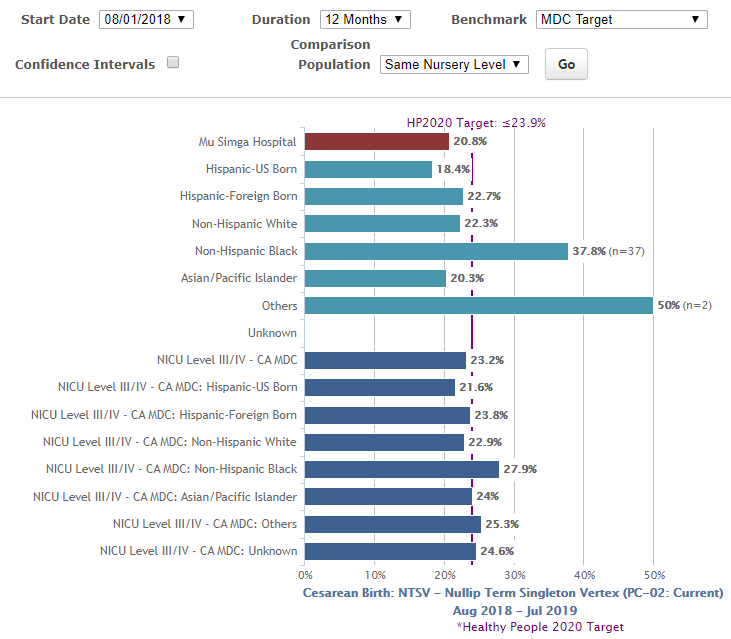 Start Date 08/01/2018 ▼ Duration 12 Months ▼ Benchmark MDC Target ▼
Confidence Intervals Comparison Population Same Nursery Level ▼ Go
HP2020 Target: ≤23.9%
Mu Simga Hospital 20.8%
Hispanic-US Born 18.4%
Hispanic-Foreign Born 22.7%
Non-Hispanic White 22.3%
Non-Hispanic Black 37.8% (n=37)
Asian/Pacific Islander 20.3%
Others 50% (n=2)
Unknown
NICU Level III/IV - CA MDC 23.2%
NICU Level III/IV - CA MDC: Hispanic-US Born 21.6%
NICU Level III/IV - CA MDC: Hispanic-Foreign Born 23.8%
NICU Level III/IV - CA MDC: Non-Hispanic White 22.9%
NICU Level III/IV - CA MDC: Non-Hispanic Black 27.9%
NICU Level III/IV - CA MDC: Asian/Pacific Islander 24%
NICU Level III/IV - CA MDC: Others 25.3%
NICU Level III/IV - CA MDC: Unknown 24.6%
0% 10% 20% 30% 40% 50%
Cesarean Birth: NTSV - Nullip Term Singleton Vertex (PC-02: Current)
Aug 2018 - Jul 2019
*Healthy People 2020 Target